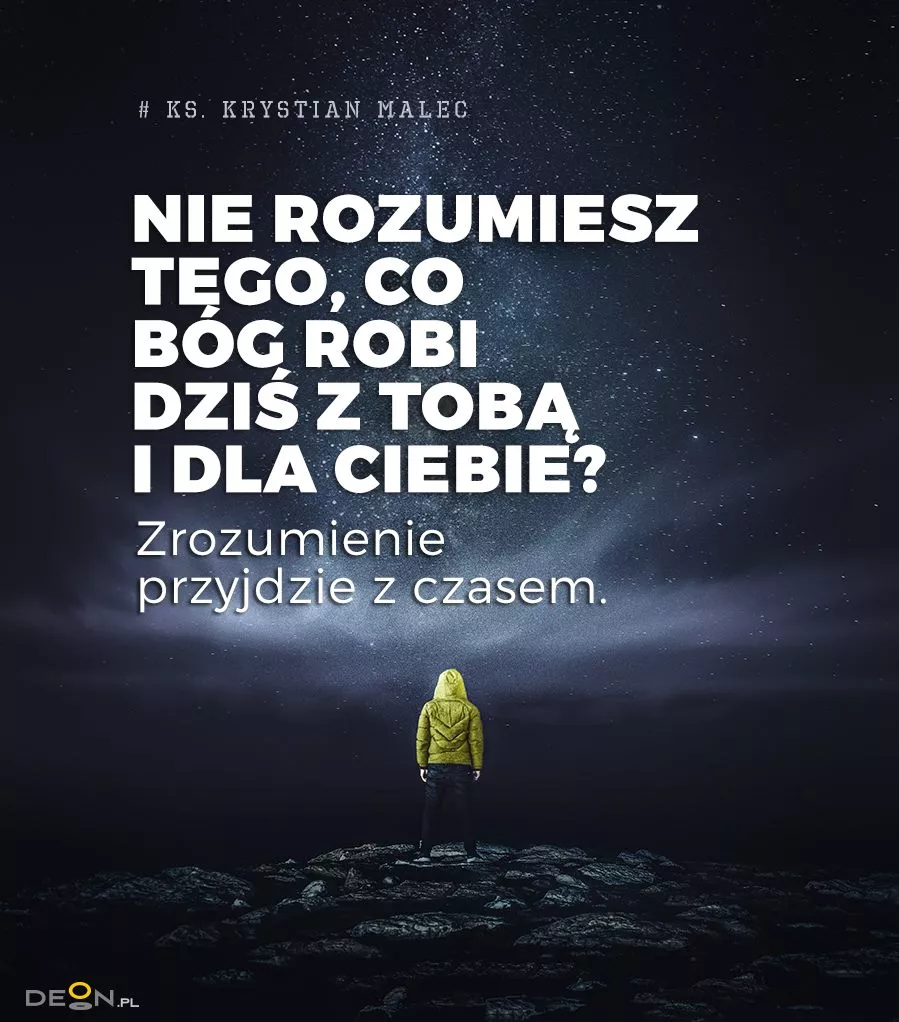 # KS. KRYSTIAN MALEC
NIE ROZUMIESZ
TEGO, CO
BÓG ROBI
DZIŚ Z TOBĄ
I DLA CIEBIE?
Zrozumienie
przyjdzie z czasem.
DEON.PL